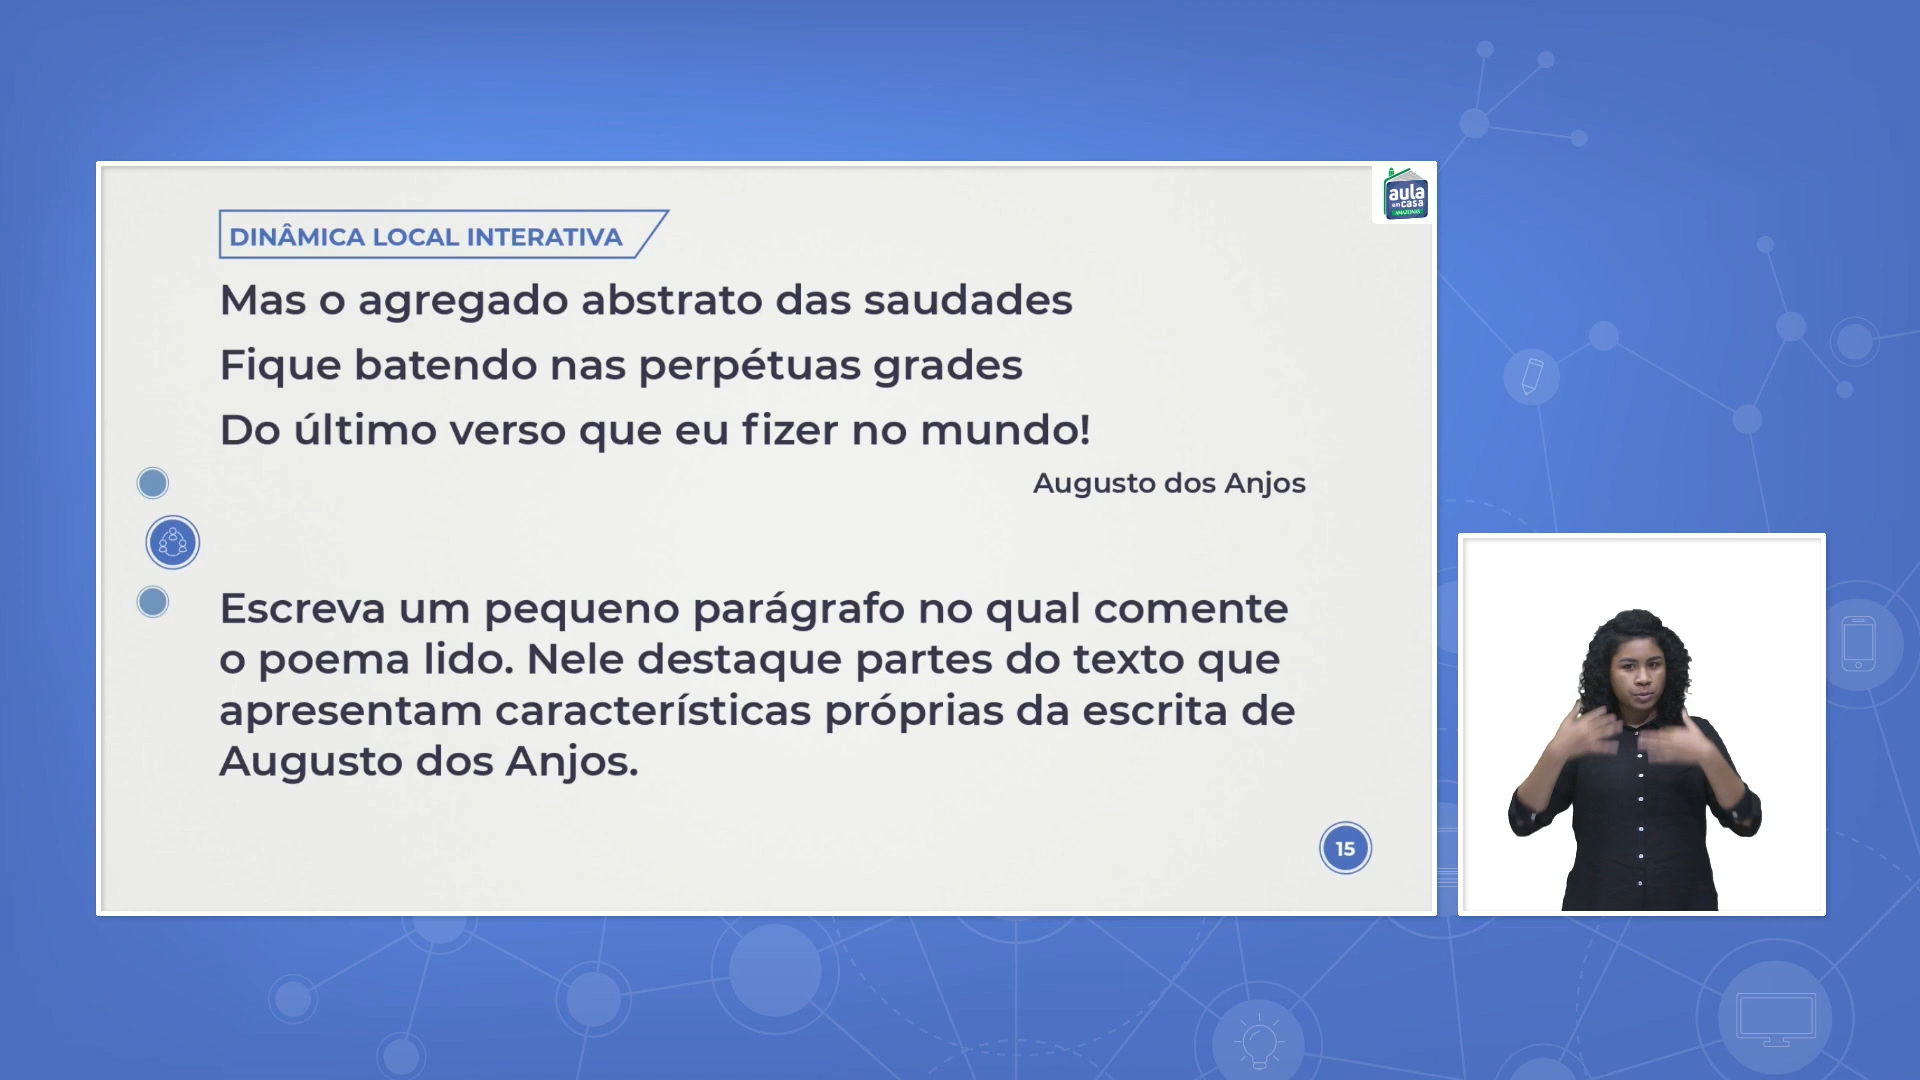 aula
em casa
AMAZONAS
DINÂMICA LOCAL INTERATIVA
Mas o agregado abstrato das saudades
Fique batendo nas perpétuas grades
Do último verso que eu fizer no mundo!
Augusto dos Anjos
Escreva um pequeno parágrafo no qual comente
o poema lido. Nele destaque partes do texto que
apresentam características próprias da escrita de
Augusto dos Anjos.
15